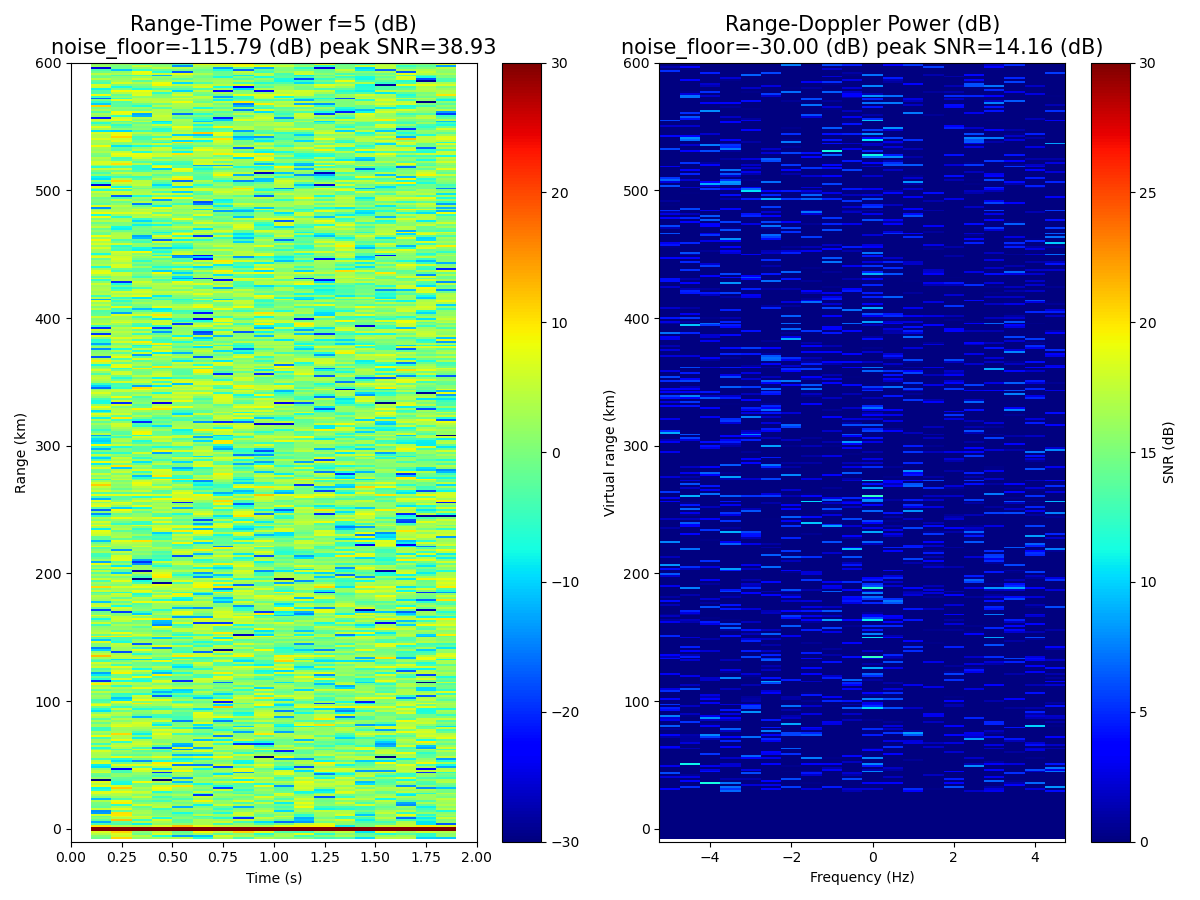 Range-Time Power f=5 (dB)
noise_floor=-115.79 (dB) peak SNR=38.93
Range-Doppler Power (dB)
noise_floor=-30.00 (dB) peak SNR=14.16 (dB)
600
500
400
300
200
100
0
Range (km)
0.00 0.25 0.50 0.75 1.00 1.25 1.50 1.75 2.00
Time (s)
30
20
10
0
−10
−20
−30
600
500
400
300
200
100
0
Virtual range (km)
−4 −2 0 2 4
Frequency (Hz)
30
25
20
15
10
5
0
SNR (dB)